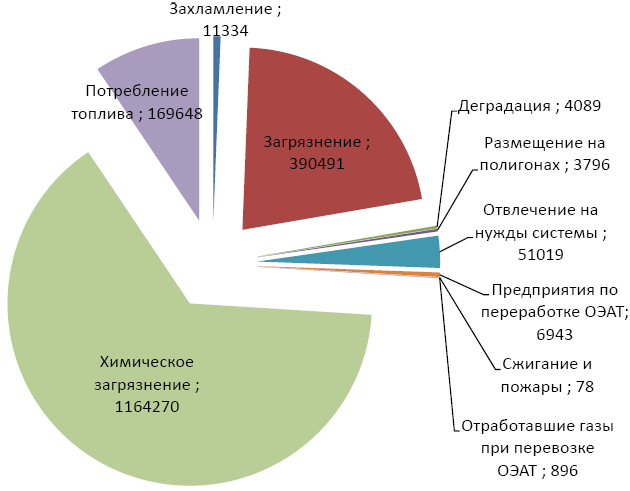 Захламление ;
11334
Потребление
топлива ; 169648
Загрязнение ;
390491
Деградация ; 4089
Размещение на
полигонах ; 3796
Отвлечение на
нужды системы ;
51019
Предприятия по
переработке ОЭАТ;
6943
Сжигание и
пожары ; 78
Отработавшие газы
при перевозке
ОЭАТ ; 896
Химическое
загрязнение ;
1164270